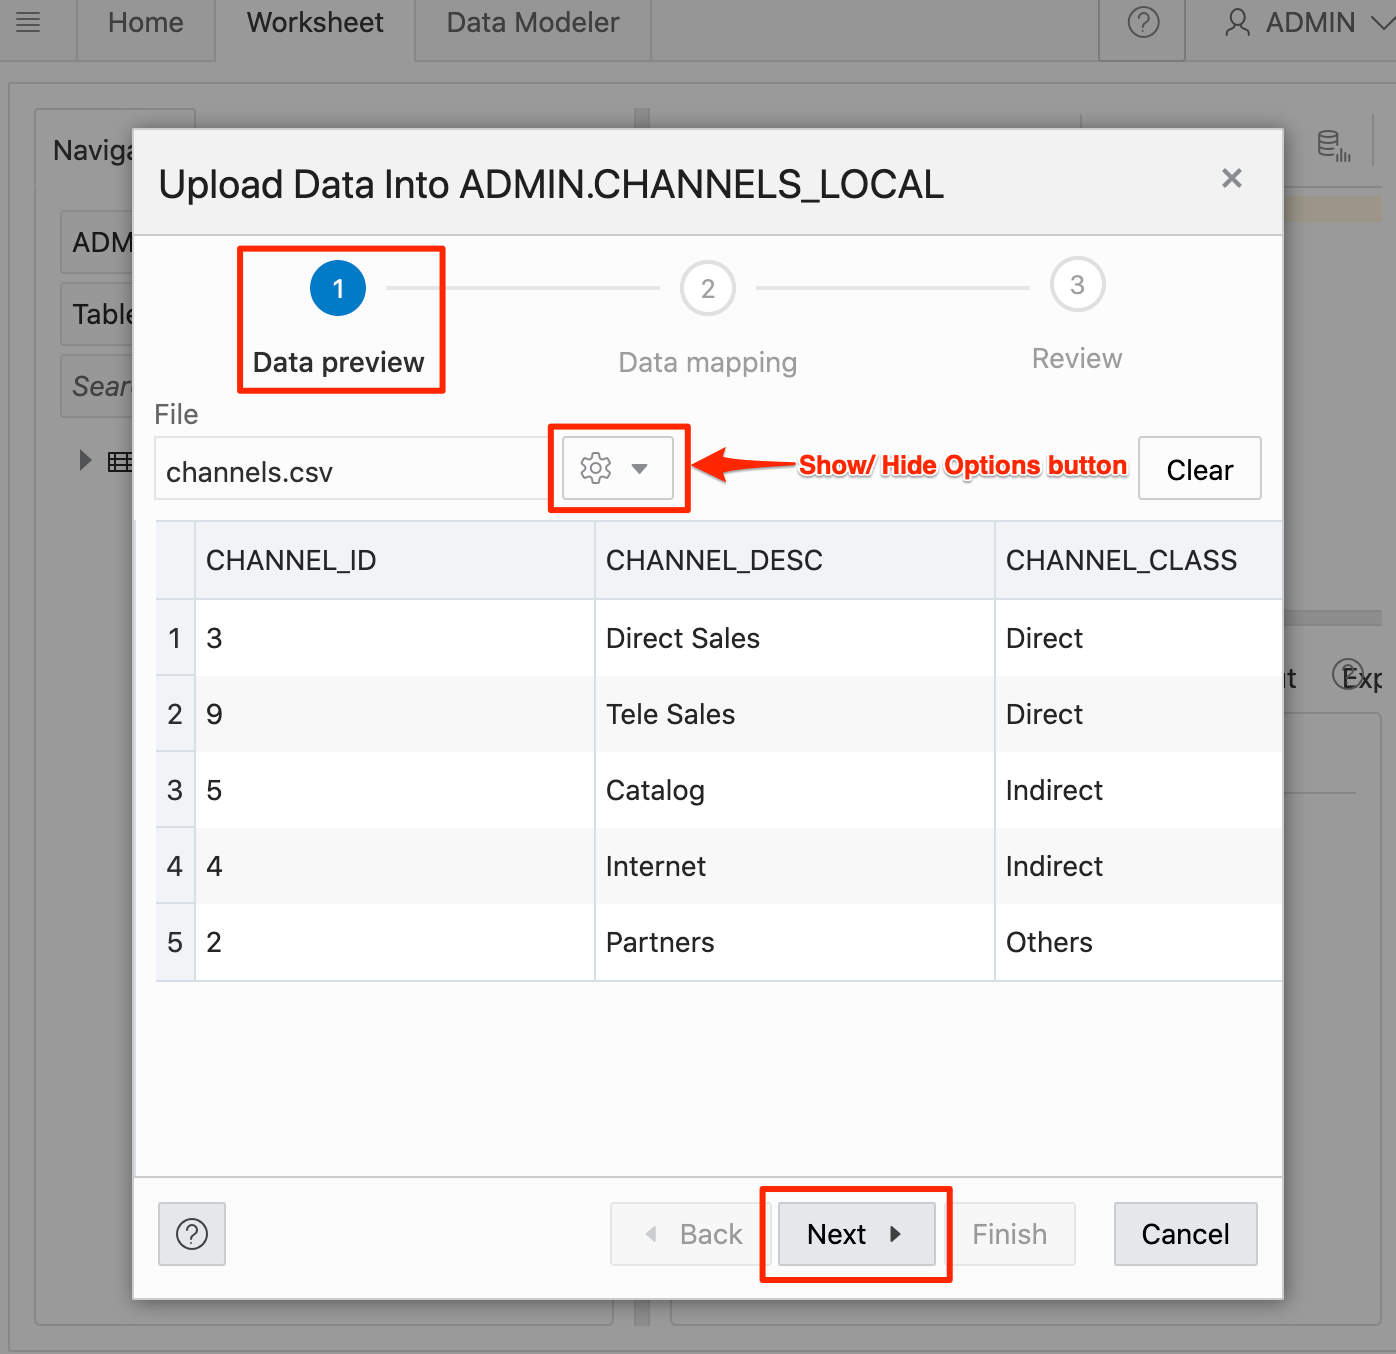 Home Worksheet Data Modeler ADMIN
Naviga
Upload Data Into ADMIN.CHANNELS_LOCAL
ADM
1 2 3
Table
Data preview Data mapping Review
Sear
File
channels.csv Show/ Hide Options button Clear
CHANNEL_ID CHANNEL_DESC CHANNEL_CLASS
1 3 Direct Sales Direct
2 9 Tele Sales Direct
3 5 Catalog Indirect
4 4 Internet Indirect
5 2 Partners Others
Back Next Finish Cancel